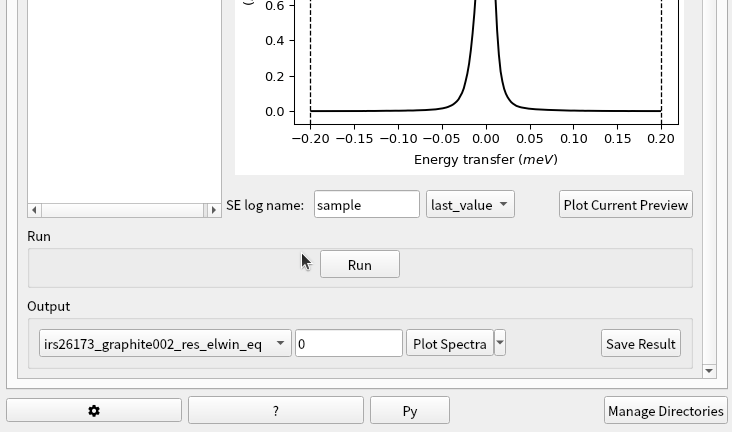 0.6
0.4
0.2
0.0
−0.20 −0.15 −0.10 −0.05 0.00 0.05 0.10 0.15 0.20
Energy transfer (meV)
SE log name: sample last_value Plot Current Preview
Run
Run
Output
irs26173_graphite002_res_elwin_eq 0 Plot Spectra Save Result
? Py Manage Directories